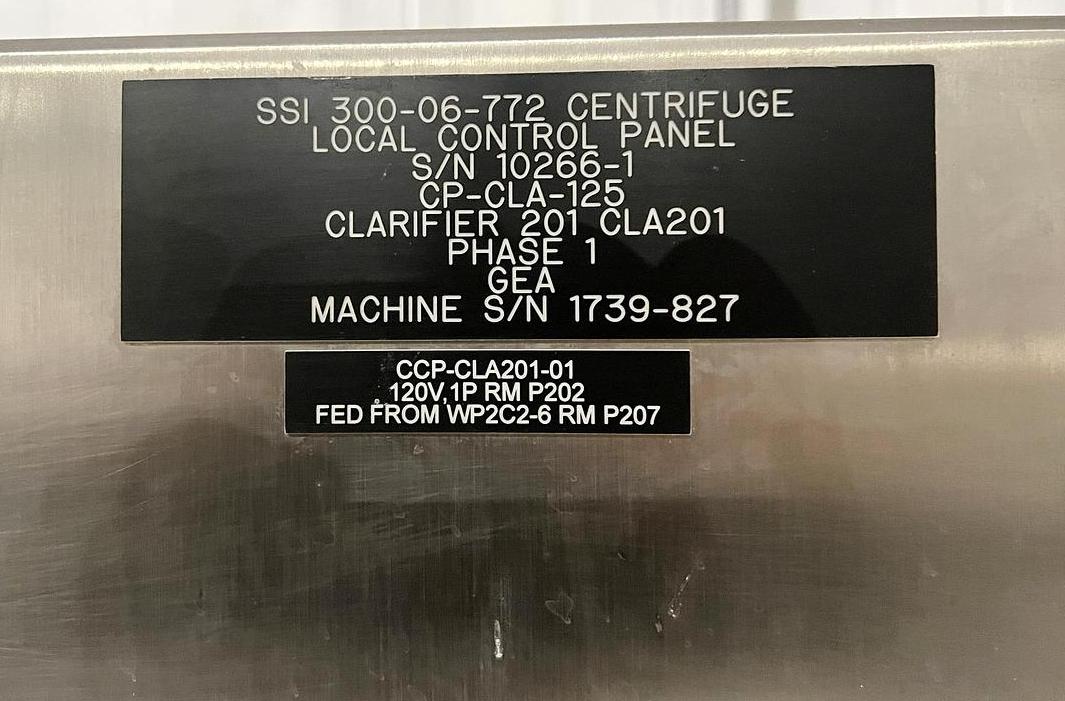 SSI 300-06-772 CENTRIFUGE
LOCAL CONTROL PANEL
S/N 10266-1
CP-CLA-125
CLARIFIER 201 CLA201
PHASE 1
GEA
MACHINE S/N 1739-827
CCP-CLA201-01
120V,1P RM P202
FED FROM WP2C2-6 RM P207